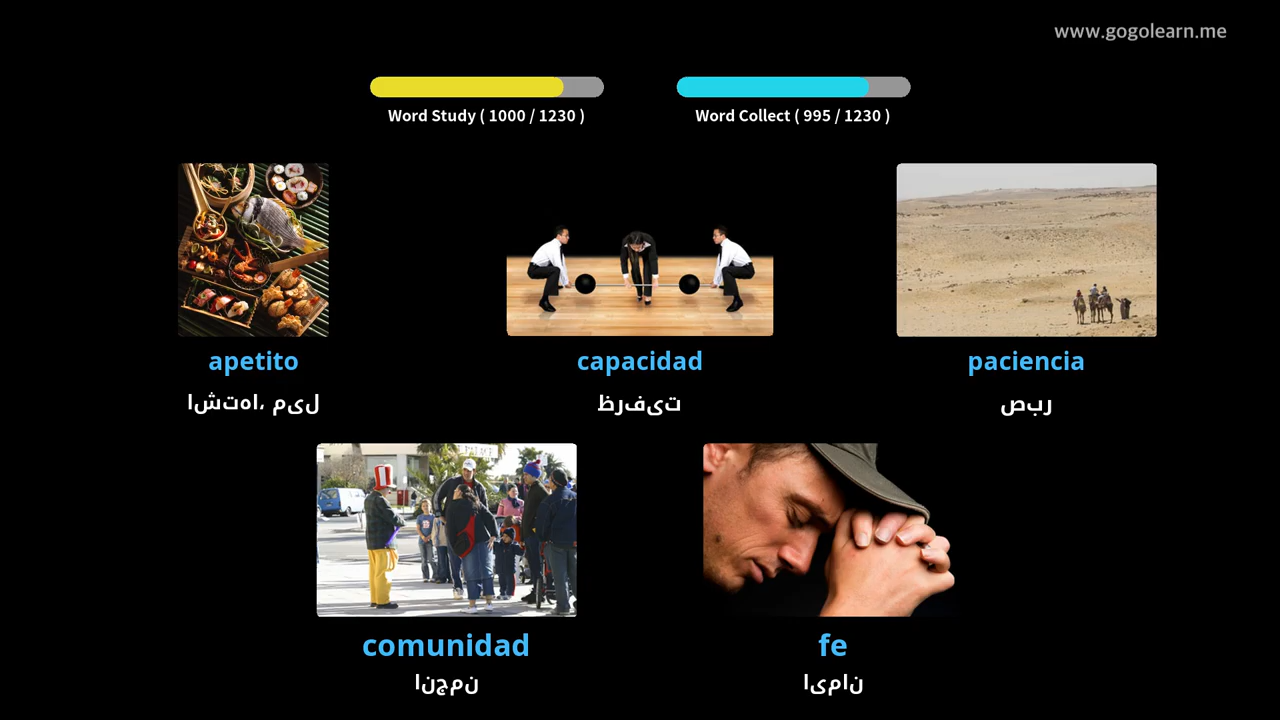 www.gogolearn.me
Word Study ( 1000 / 1230 )
Word Collect ( 995 / 1230 )
apetito
اشتها، میل
capacidad
ظرفیت
paciencia
صبر
comunidad
انجمن
fe
ایمان